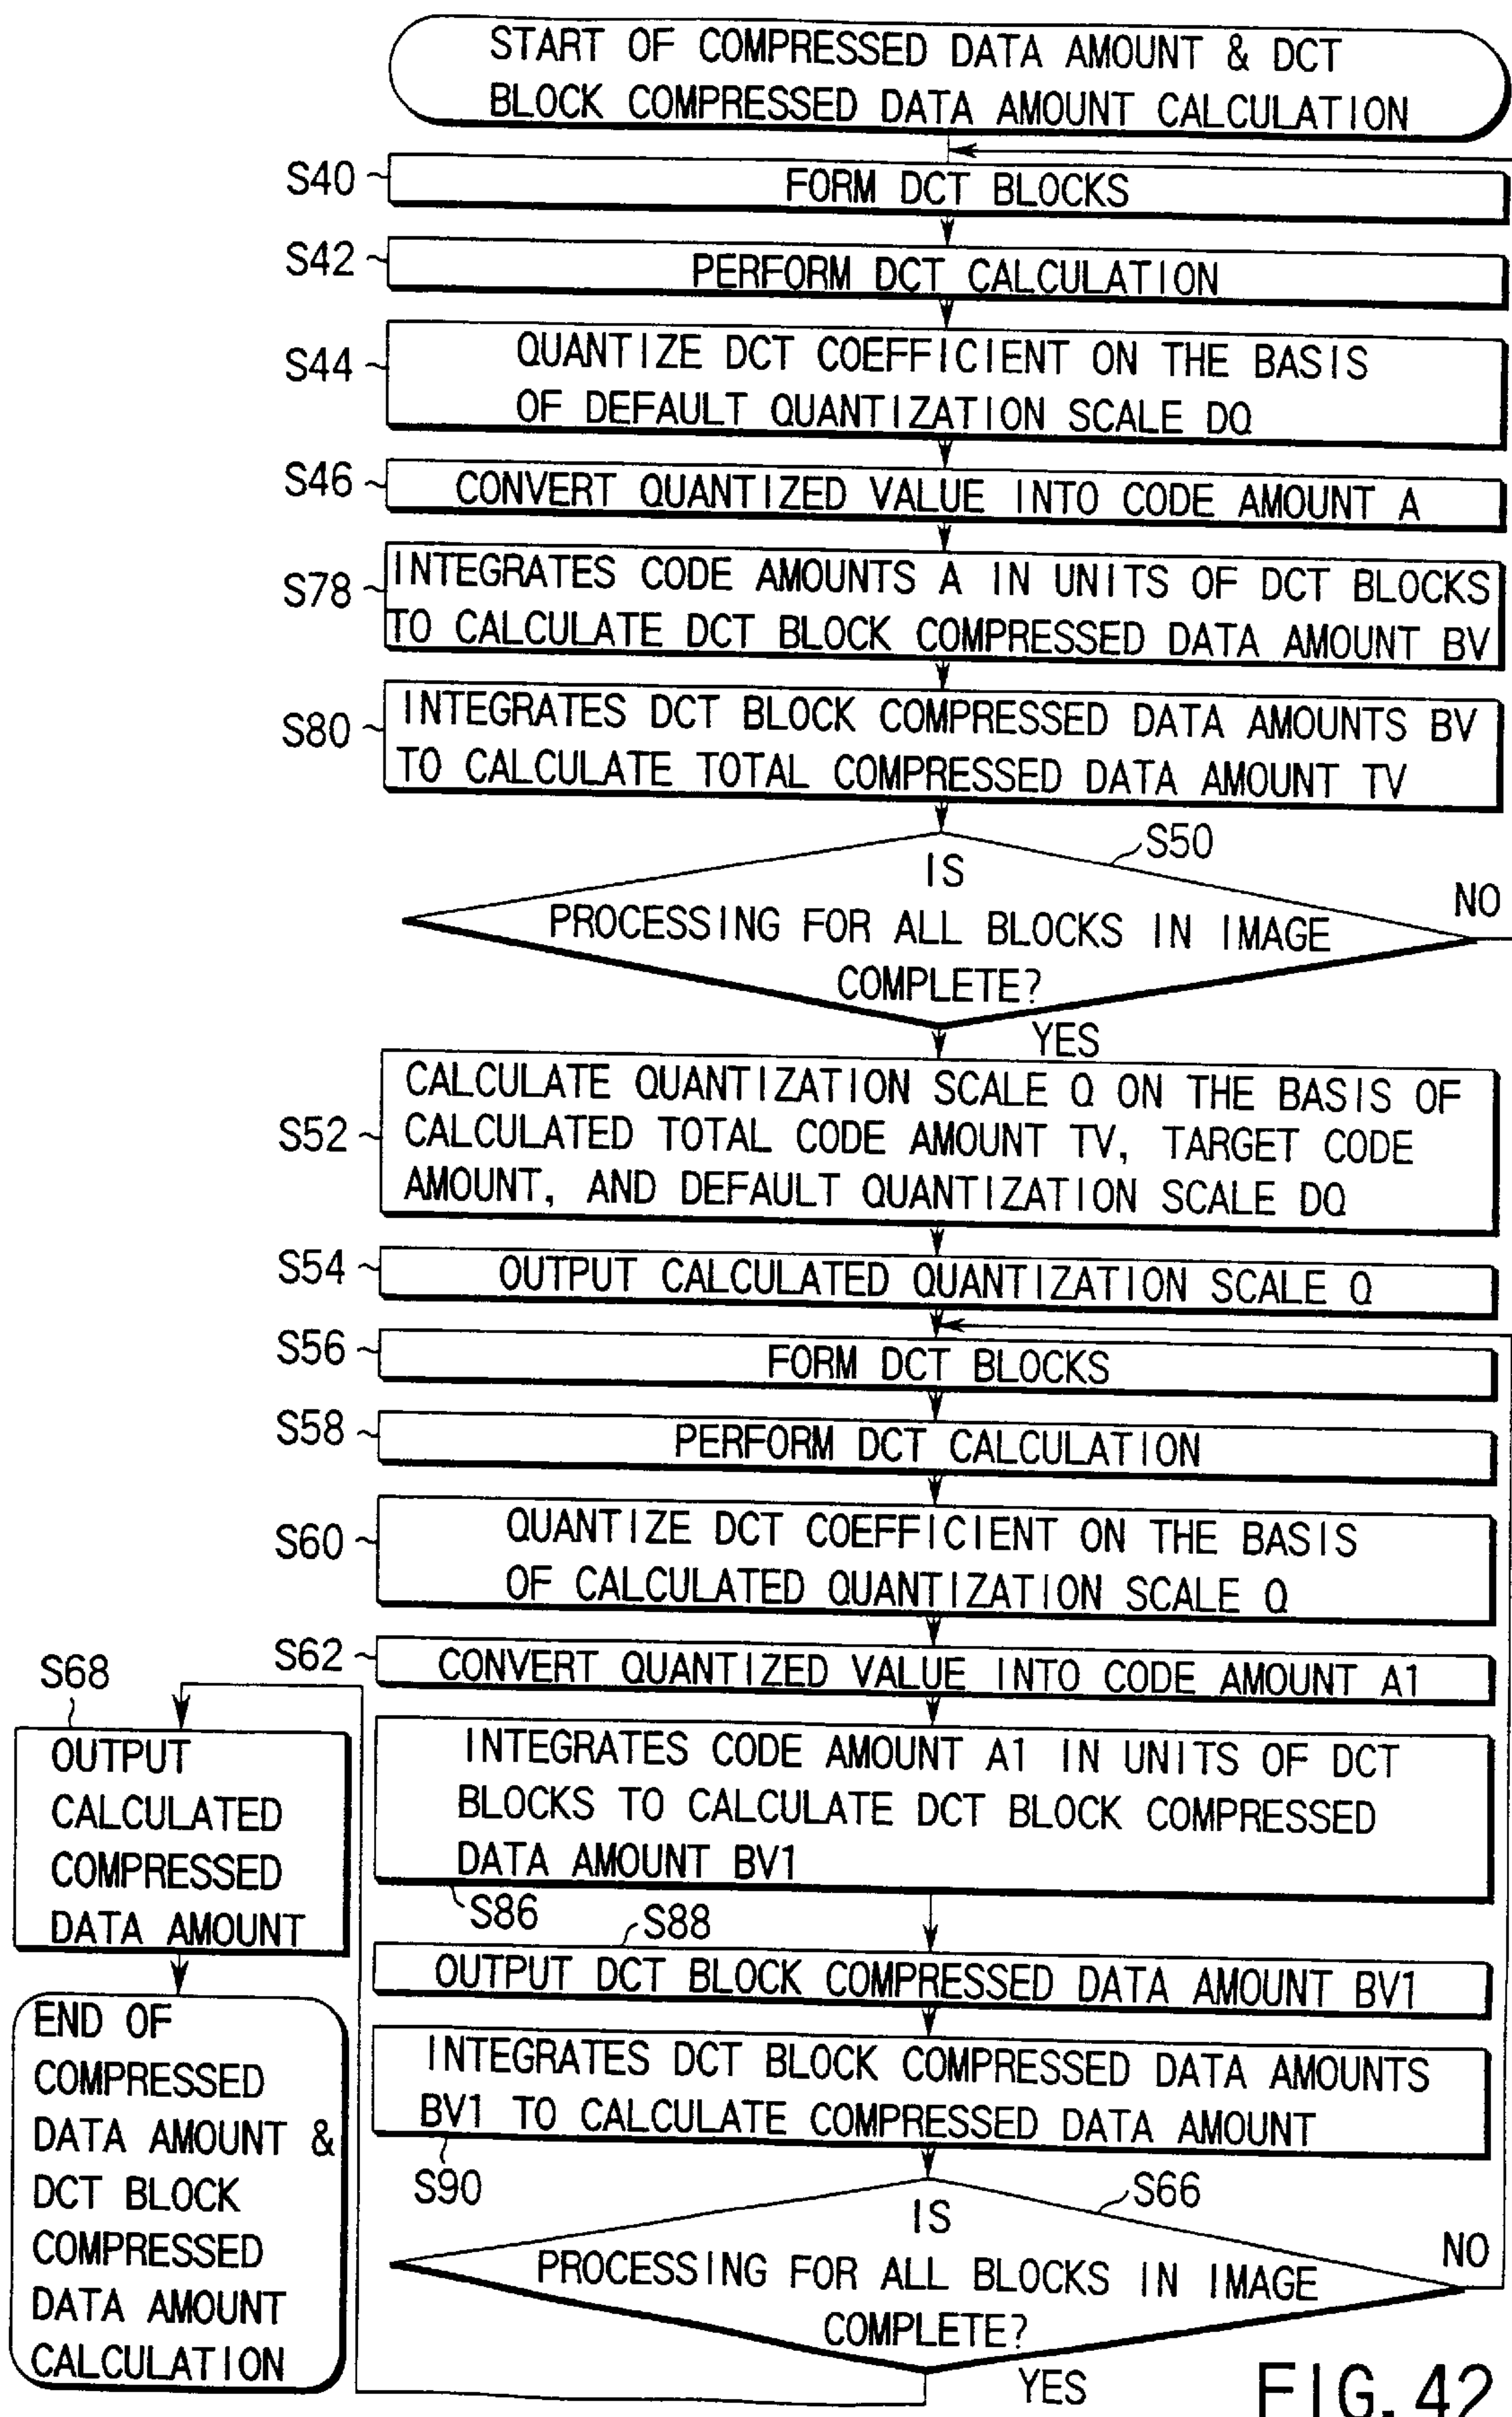 START OF COMPRESSED DATA AMOUNT & DCT
BLOCK COMPRESSED DATA AMOUNT CALCULATION
S40
FORM DCT BLOCKS
S42
PERFORM DCT CALCULATION
S44
QUANTIZE DCT COEFFICIENT ON THE BASIS
OF DEFAULT QUANTIZATION SCALE DQ
S46
CONVERT QUANTIZED VALUE INTO CODE AMOUNT A
S78
INTEGRATES CODE AMOUNTS A IN UNITS OF DCT BLOCKS
TO CALCULATE DCT BLOCK COMPRESSED DATA AMOUNT BV
S80
INTEGRATES DCT BLOCK COMPRESSED DATA AMOUNTS BV
TO CALCULATE TOTAL COMPRESSED DATA AMOUNT TV
S50
IS
PROCESSING FOR ALL BLOCKS IN IMAGE
COMPLETE?
NO
YES
S52
CALCULATE QUANTIZATION SCALE Q ON THE BASIS OF
CALCULATED TOTAL CODE AMOUNT TV, TARGET CODE
AMOUNT, AND DEFAULT QUANTIZATION SCALE DQ
S54
OUTPUT CALCULATED QUANTIZATION SCALE Q
S56
FORM DCT BLOCKS
S58
PERFORM DCT CALCULATION
S60
QUANTIZE DCT COEFFICIENT ON THE BASIS
OF CALCULATED QUANTIZATION SCALE Q
S62
CONVERT QUANTIZED VALUE INTO CODE AMOUNT A1
INTEGRATES CODE AMOUNT A1 IN UNITS OF DCT
BLOCKS TO CALCULATE DCT BLOCK COMPRESSED
DATA AMOUNT BV1
S86
S88
OUTPUT DCT BLOCK COMPRESSED DATA AMOUNT BV1
INTEGRATES DCT BLOCK COMPRESSED DATA AMOUNTS
BV1 TO CALCULATE COMPRESSED DATA AMOUNT
S90
S66
IS
PROCESSING FOR ALL BLOCKS IN IMAGE
COMPLETE?
NO
YES
S68
OUTPUT
CALCULATED
COMPRESSED
DATA AMOUNT
END OF
COMPRESSED
DATA AMOUNT &
DCT BLOCK
COMPRESSED
DATA AMOUNT
CALCULATION
FIG. 42